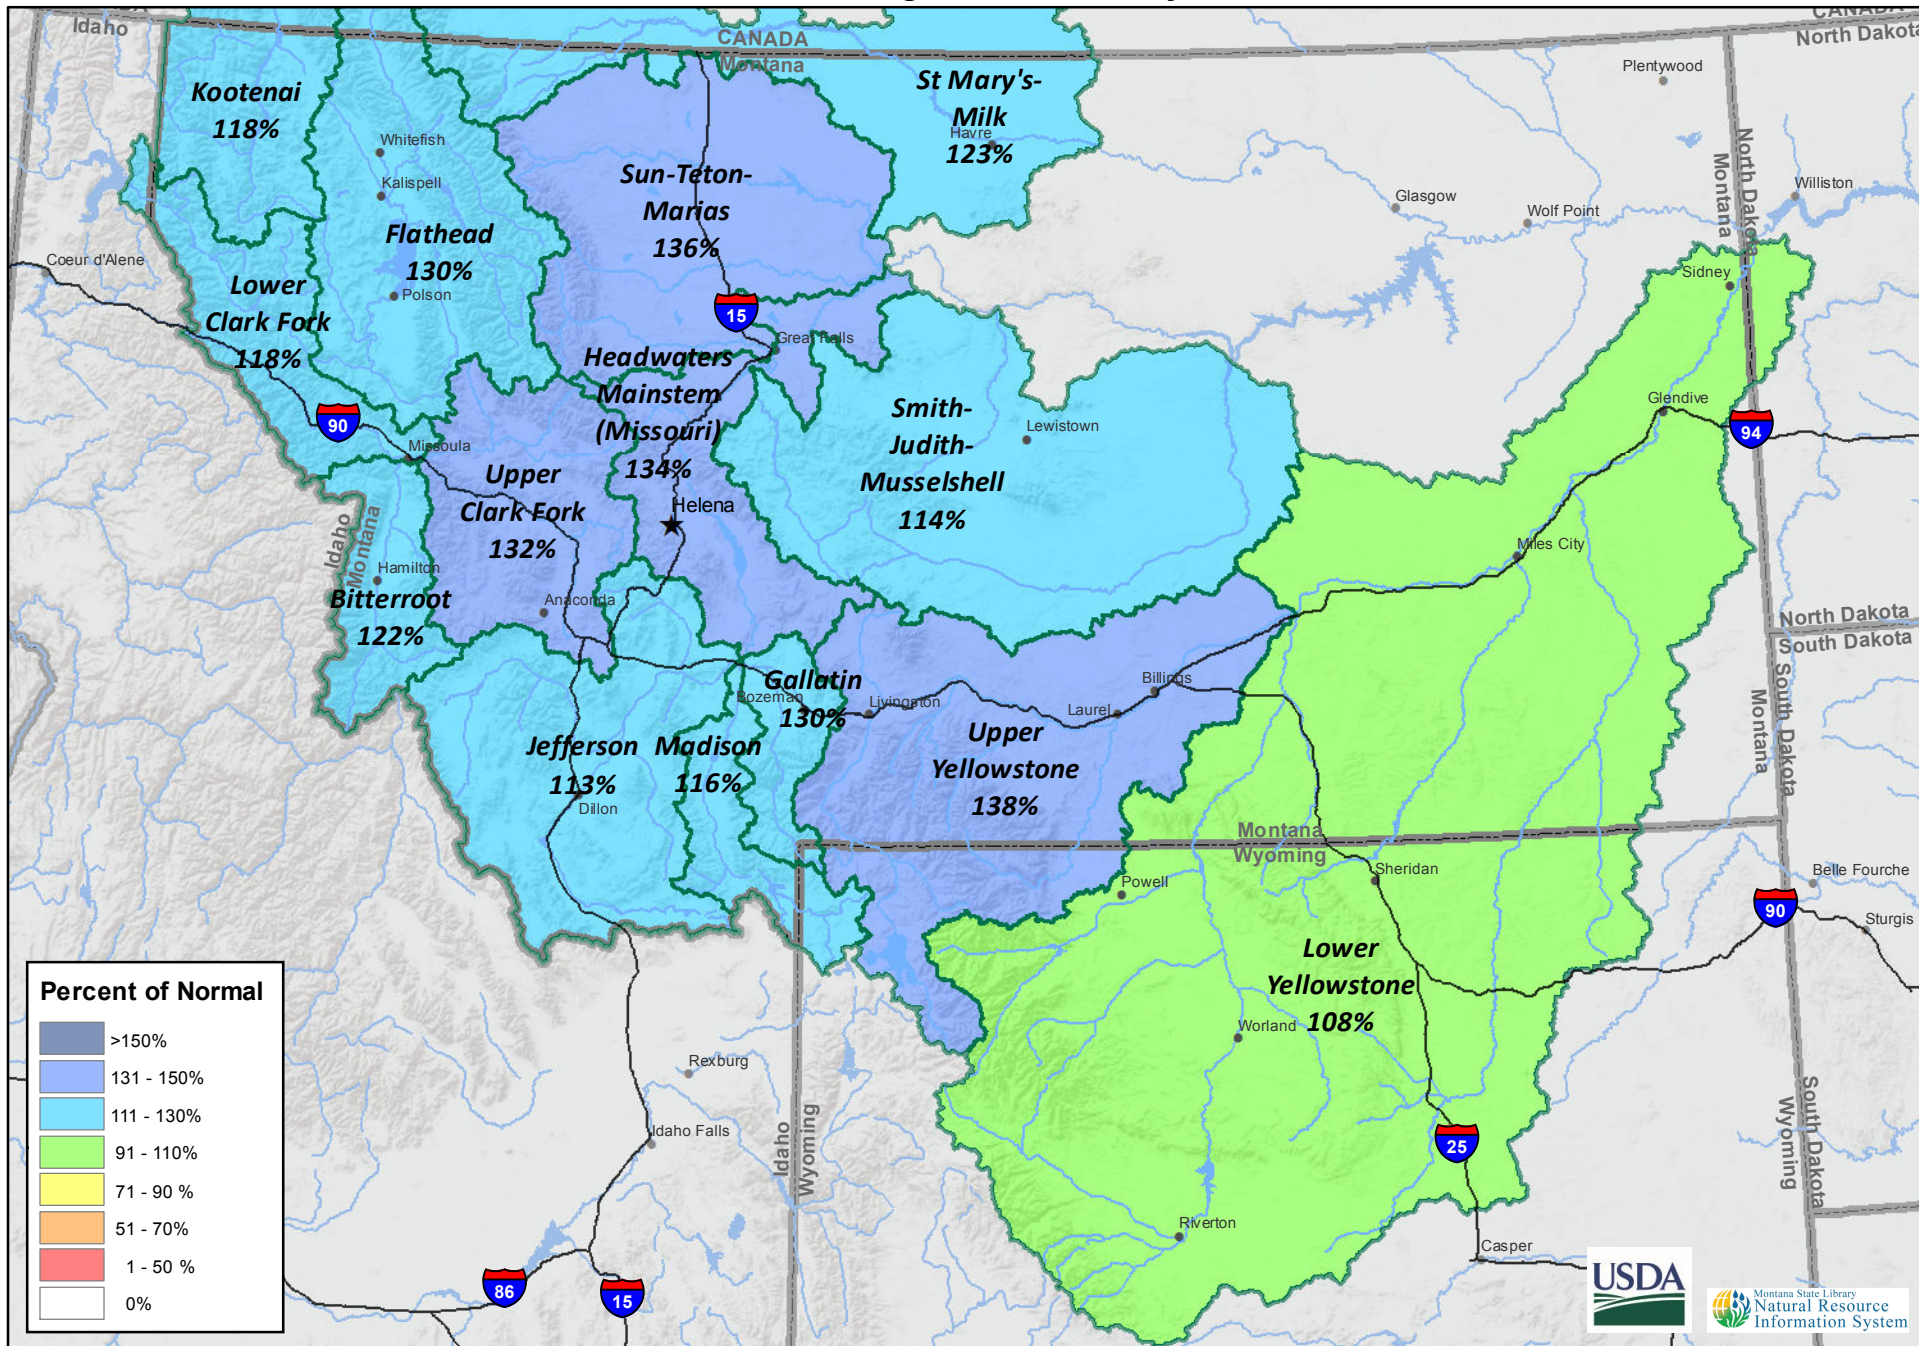 CANADA
Idaho
CANADA
Montana
CANADA
North Dakota
Kootenai
118%
St Mary's-
Milk
Havre
123%
Plentywood
Whitefish
Kalispell
Sun-Teton-
Marias
136%
North Dakota
Montana
Glasgow
Wolf Point
Williston
Flathead
130%
Polson
Coeur d'Alene
Lower
Clark Fork
118%
Sidney
15
Great Falls
Headwaters
Mainstem
(Missouri)
134%
Helena
90
Missoula
Smith-
Judith-
Musselshell
114%
Lewistown
Glendive
94
Upper
Clark Fork
132%
Anaconda
Idaho
Montana
Hamilton
Bitterroot
122%
Miles City
North Dakota
South Dakota
South Dakota
Montana
Gallatin
130%
Bozeman
Livingston
Laurel
Billings
Jefferson
113%
Dillon
Madison
116%
Upper
Yellowstone
138%
Montana
Wyoming
Powell
Sheridan
Belle Fourche
90
Sturgis
Lower
Yellowstone
108%
Worland
Percent of Normal
>150%
131 - 150%
111 - 130%
91 - 110%
71 - 90 %
51 - 70%
1 - 50 %
0%
Rexburg
Idaho Falls
Idaho
Wyoming
South Dakota
Wyoming
25
Riverton
Casper
86
15
USDA
Montana State Library
Natural Resource
Information System